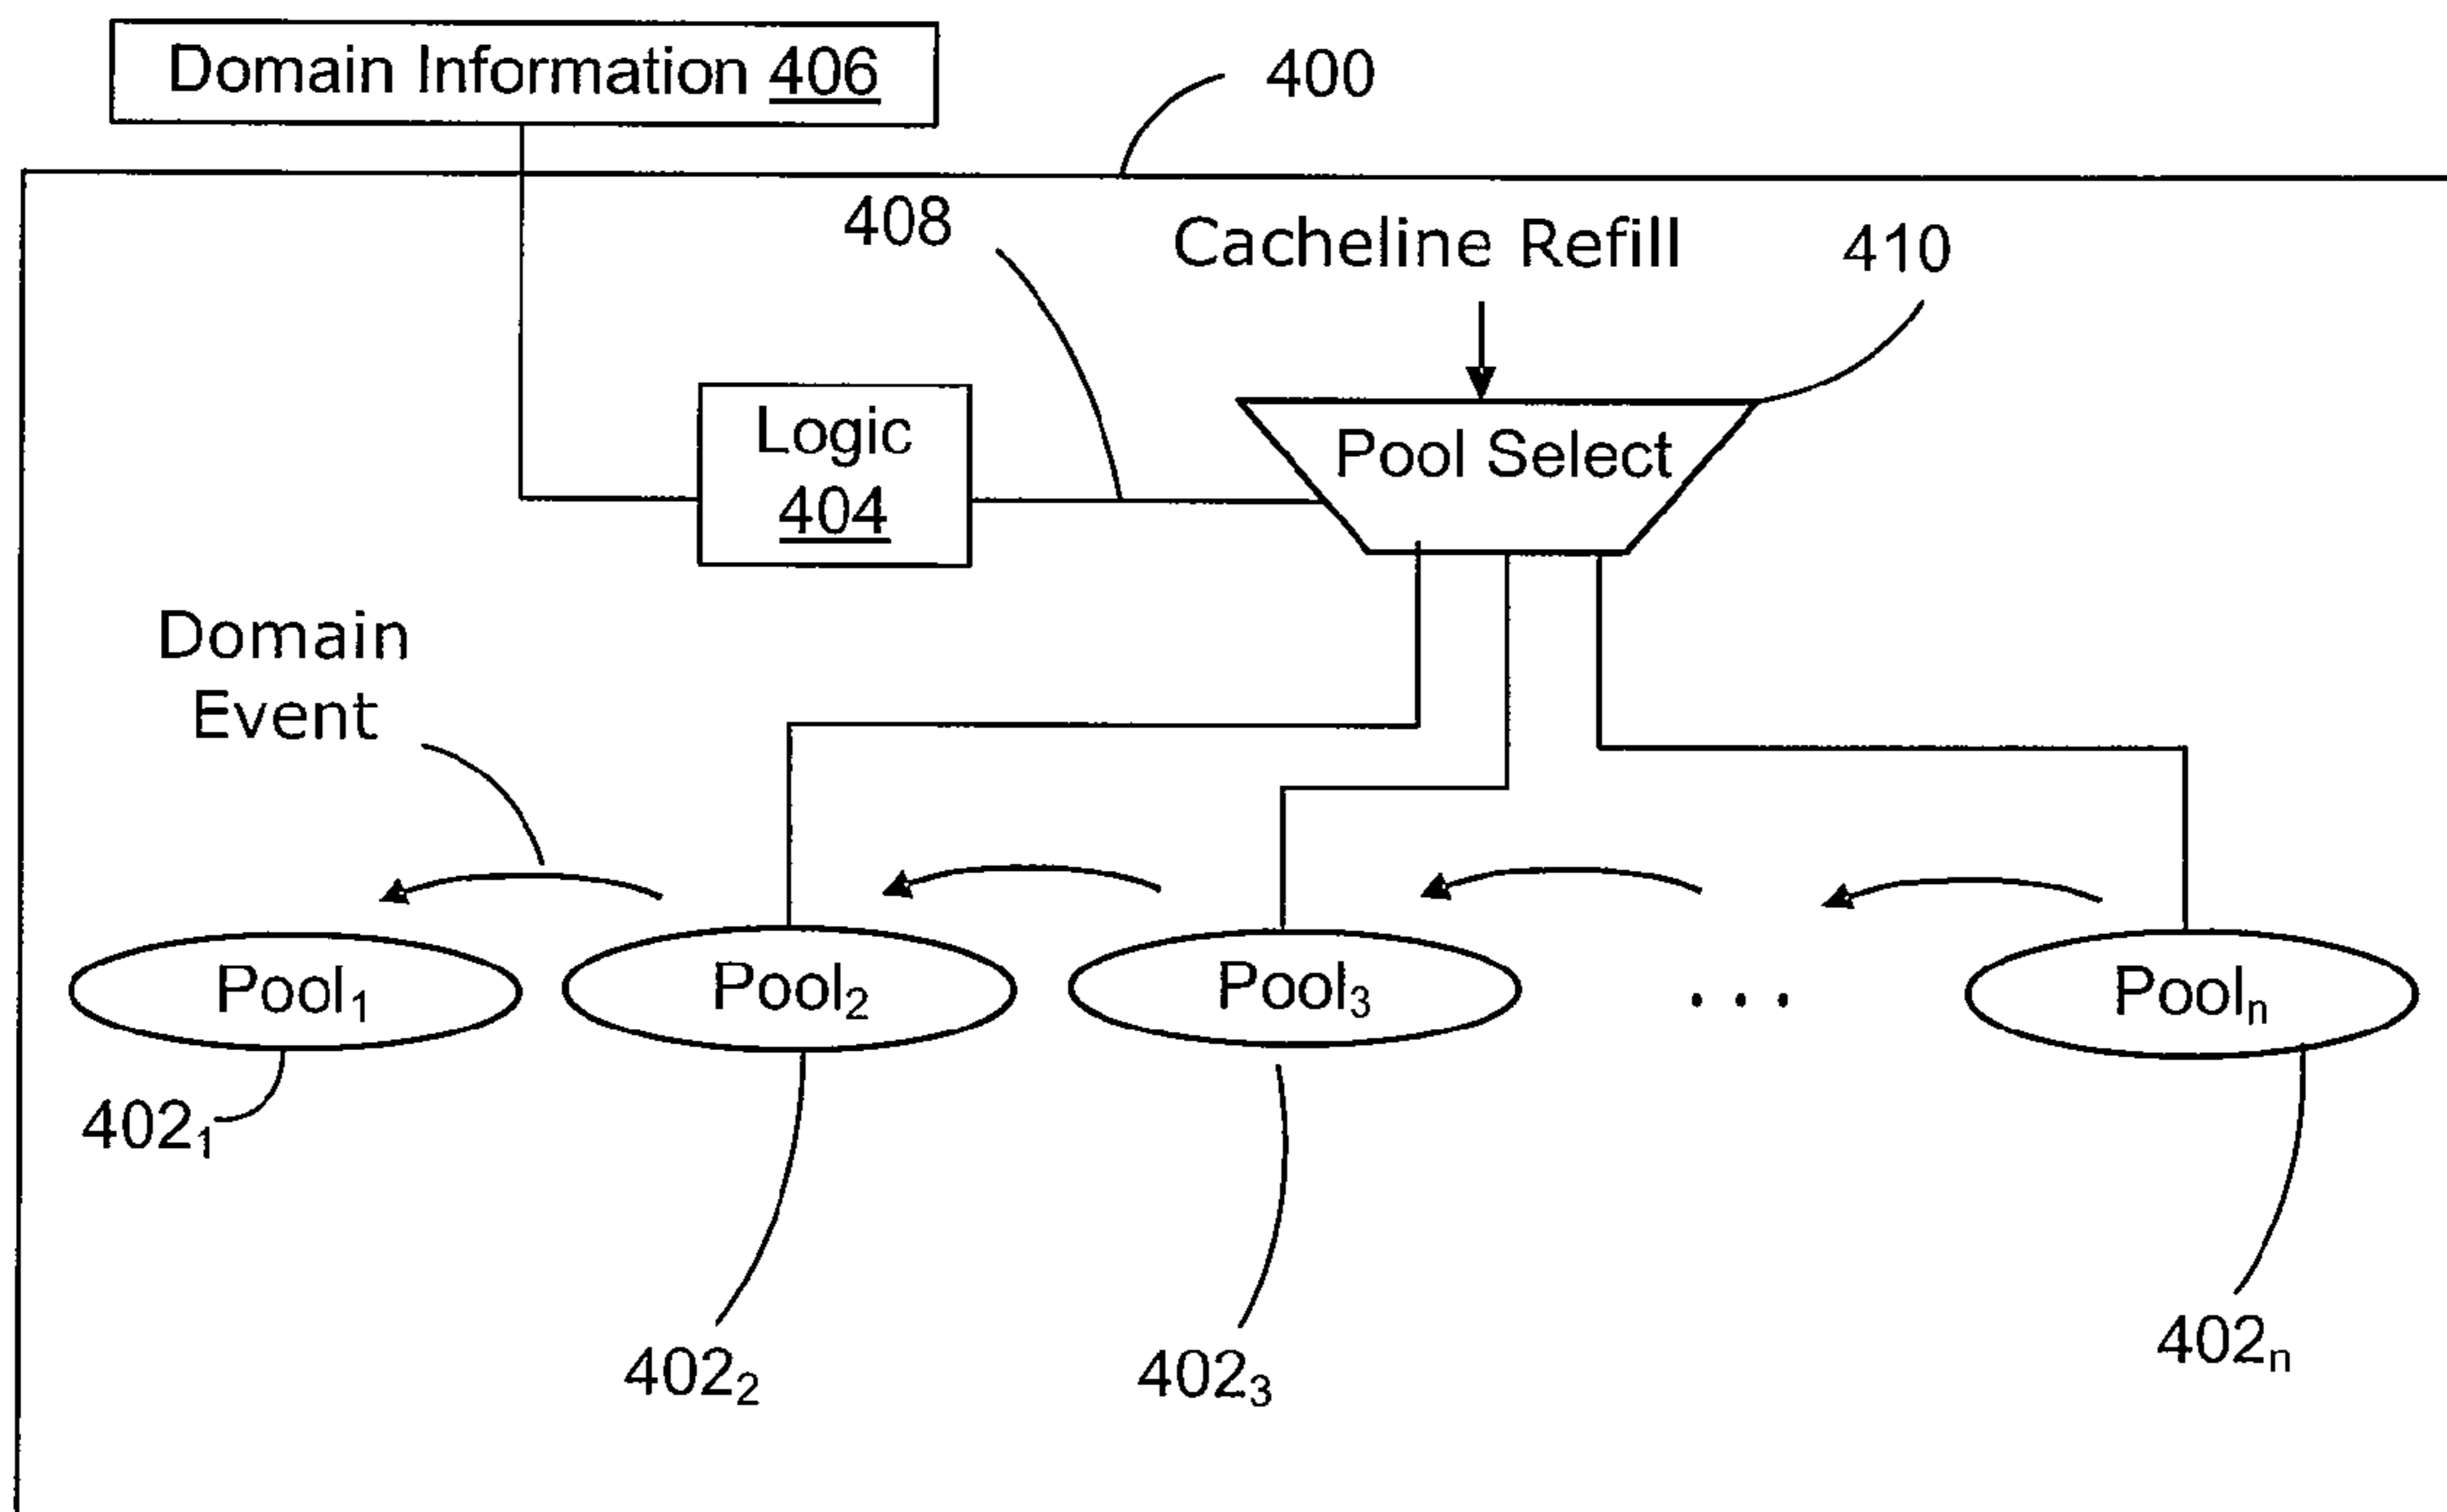 Domain Information 406
400
408
Cacheline Refill
410
Logic
404
Pool Select
Domain
Event
Pool₁
Pool₂
Pool₃
. . .
Poolₙ
402₁
402₂
402₃
402ₙ